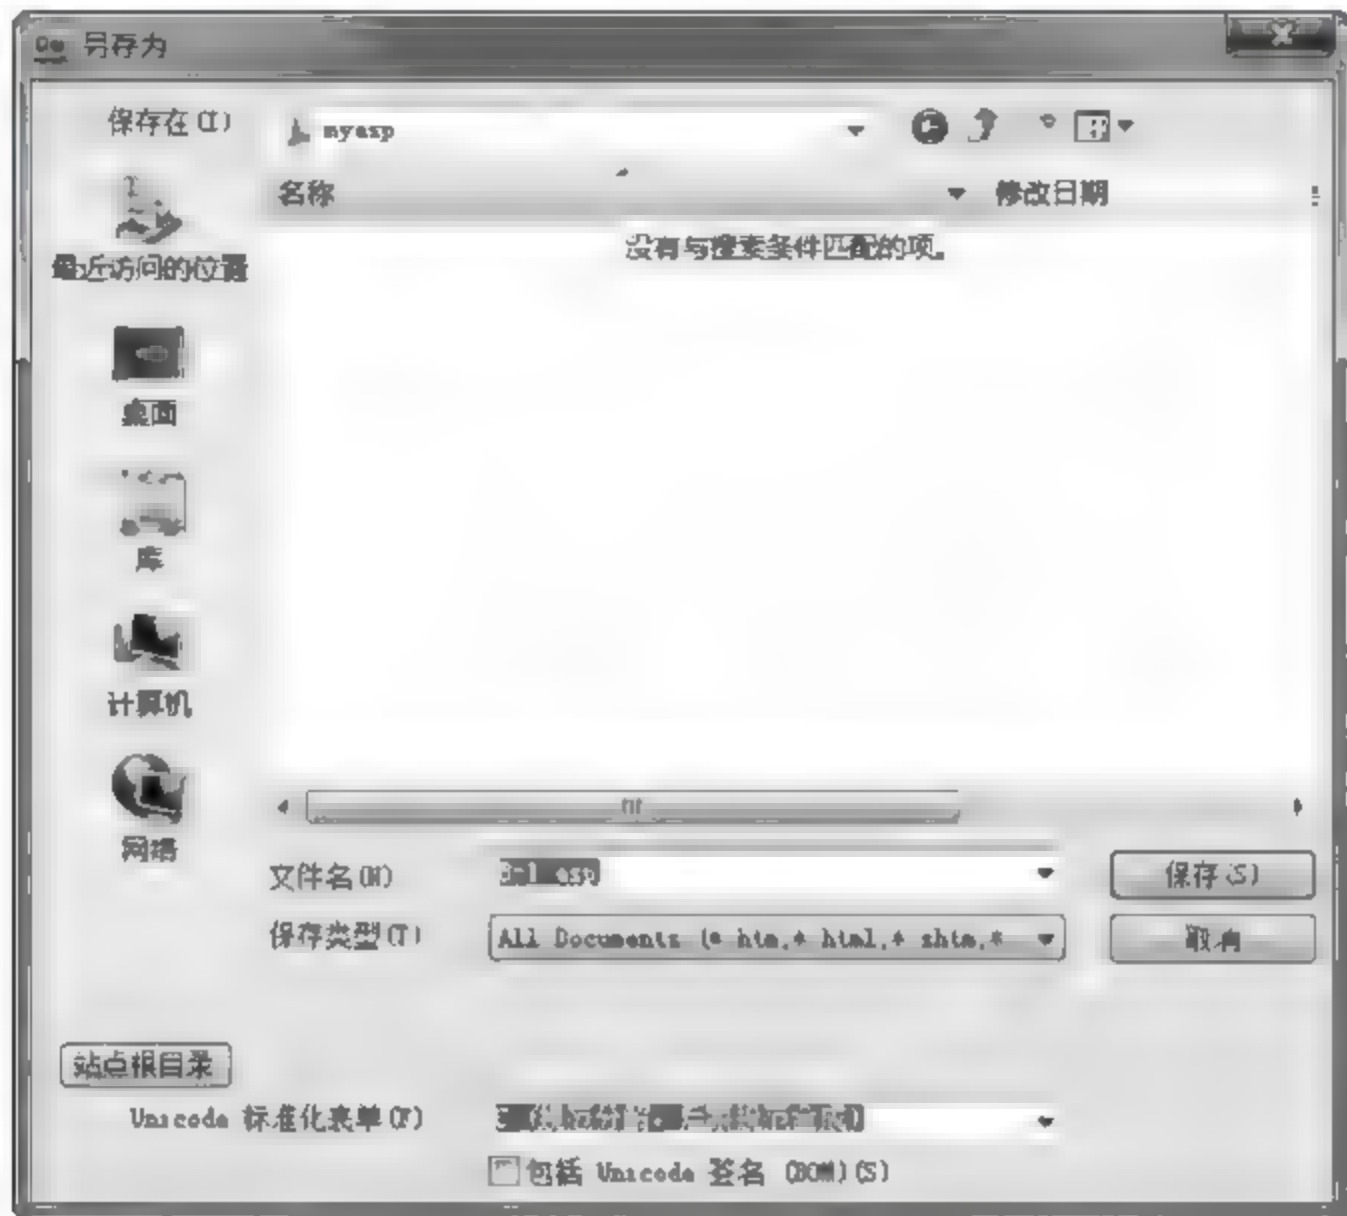 Dw 另存为
保存在(I) myasp
名称 修改日期
没有与搜索条件匹配的项。
最近访问的位置
桌面
库
计算机
网络
文件名(N) 保存(S)
保存类型(T) All Documents (*.htm,*.html,*.shtm,* 取消
站点根目录
Unicode 标准化表单(F)
包括 Unicode 签名 (BOM)(S)